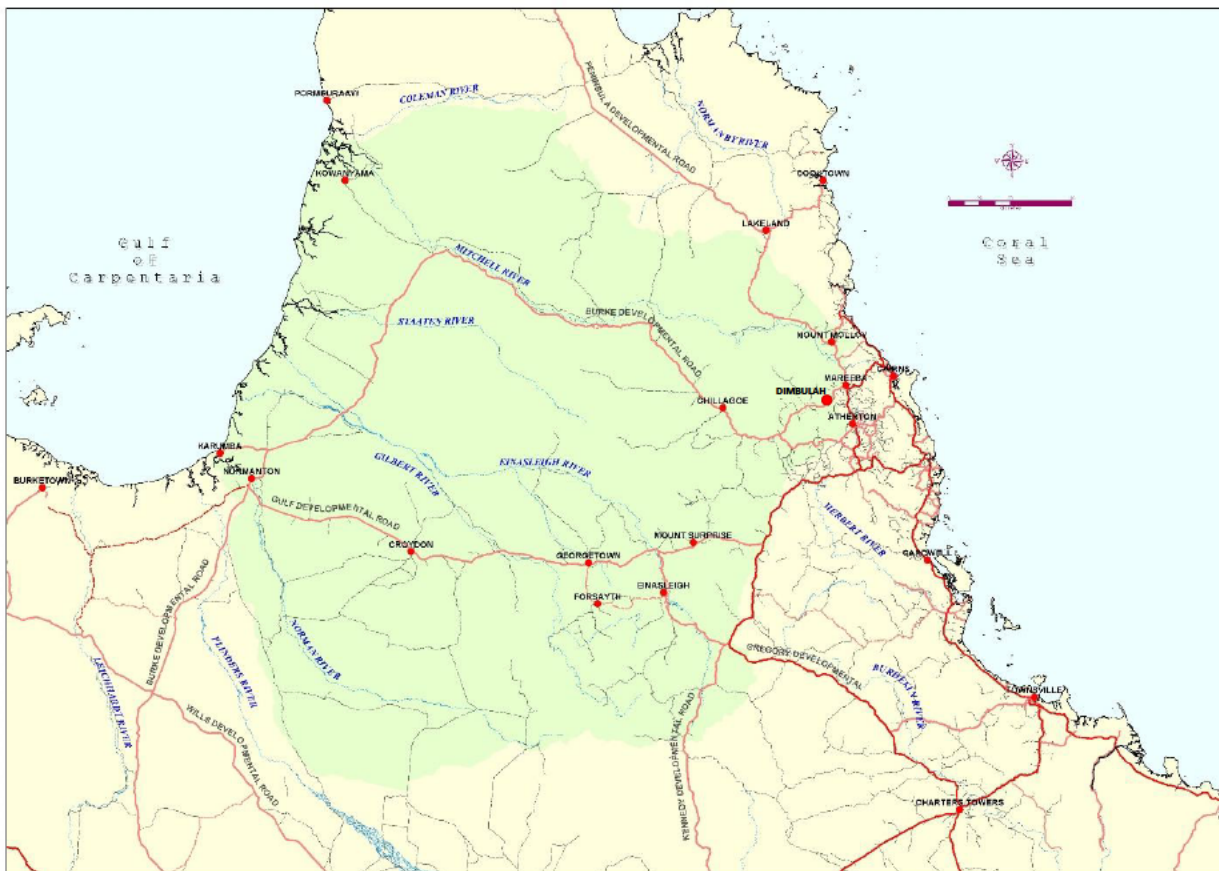 COLEMAN RIVER
PENINSULA DEVELOPMENTAL ROAD
NORMANBY RIVER
KOWANYAMA
COOKTOWN
LAKELAND
Gulf
of
Carpentaria
Coral
Sea
MITCHELL RIVER
STAATEN RIVER
BURKE DEVELOPMENTAL ROAD
MOUNT MOLLOY
CAIRNS
MAREEBA
DIMBULAH
CHILLAGOE
ATHERTON
KARUMBA
NORMANTON
BURKETOWN
GILBERT RIVER
EINASLEIGH RIVER
GULF DEVELOPMENTAL ROAD
HERBERT RIVER
CROYDON
GEORGETOWN
MOUNT SURPRISE
CARDWELL
FORSAYTH
EINASLEIGH
BURKE DEVELOPMENTAL ROAD
FLINDERS RIVER
NORMAN RIVER
LEICHHARDT RIVER
GREGORY DEVELOPMENTAL
BURDEKIN RIVER
TOWNSVILLE
WILLS DEVELOPMENTAL ROAD
KENNEDY DEVELOPMENTAL ROAD
CHARTERS TOWERS